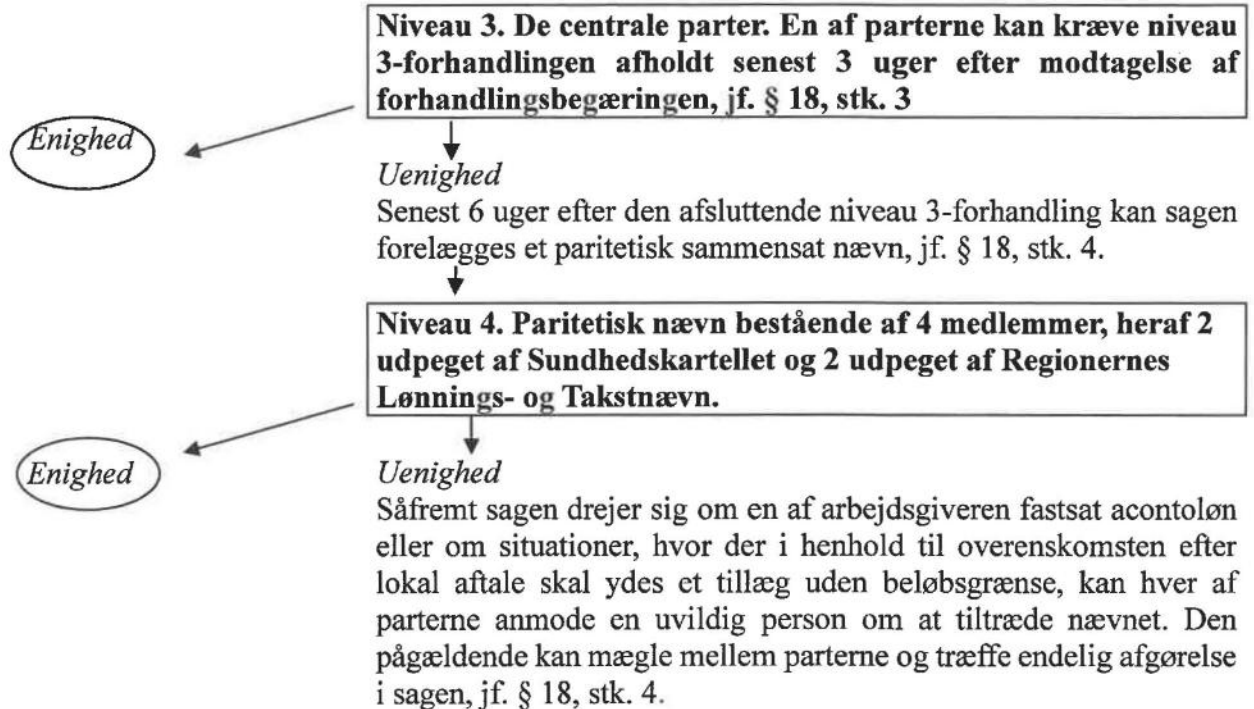 Niveau 3. De centrale parter. En af parterne kan kræve niveau
3-forhandlingen afholdt senest 3 uger efter modtagelse af
forhandlingsbegæringen, jf. § 18, stk. 3
Enighed
Uenighed
Senest 6 uger efter den afsluttende niveau 3-forhandling kan sagen
forelægges et paritetisk sammensat nævn, jf. § 18, stk. 4.
Niveau 4. Paritetisk nævn bestående af 4 medlemmer, heraf 2
udpeget af Sundhedskartellet og 2 udpeget af Regionernes
Lønnings- og Takstnævn.
Enighed
Uenighed
Såfremt sagen drejer sig om en af arbejdsgiveren fastsat acontoløn
eller om situationer, hvor der i henhold til overenskomsten efter
lokal aftale skal ydes et tillæg uden beløbsgrænse, kan hver af
parterne anmode en uvildig person om at tiltræde nævnet. Den
pågældende kan mægle mellem parterne og træffe endelig afgørelse
i sagen, jf. § 18, stk. 4.